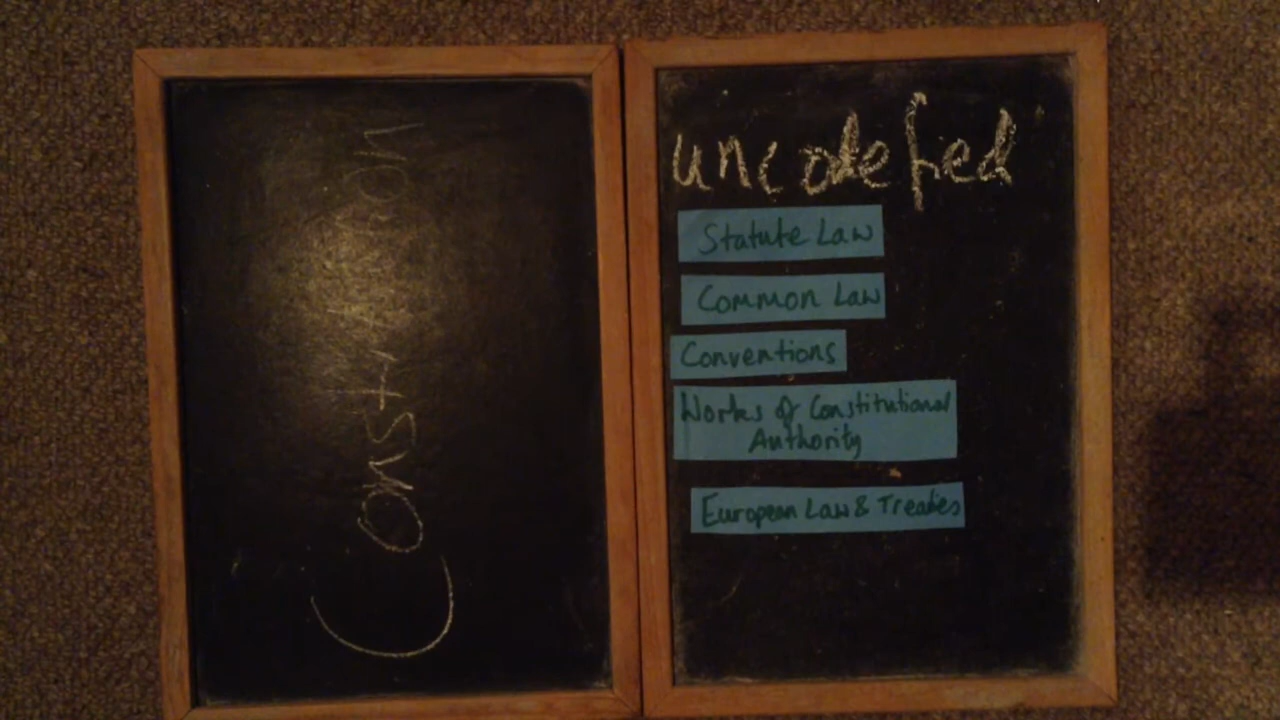 Constitution
uncodefied
Statute Law
Common Law
Conventions
Works of Constitutional
Authority
European Law & Treaties